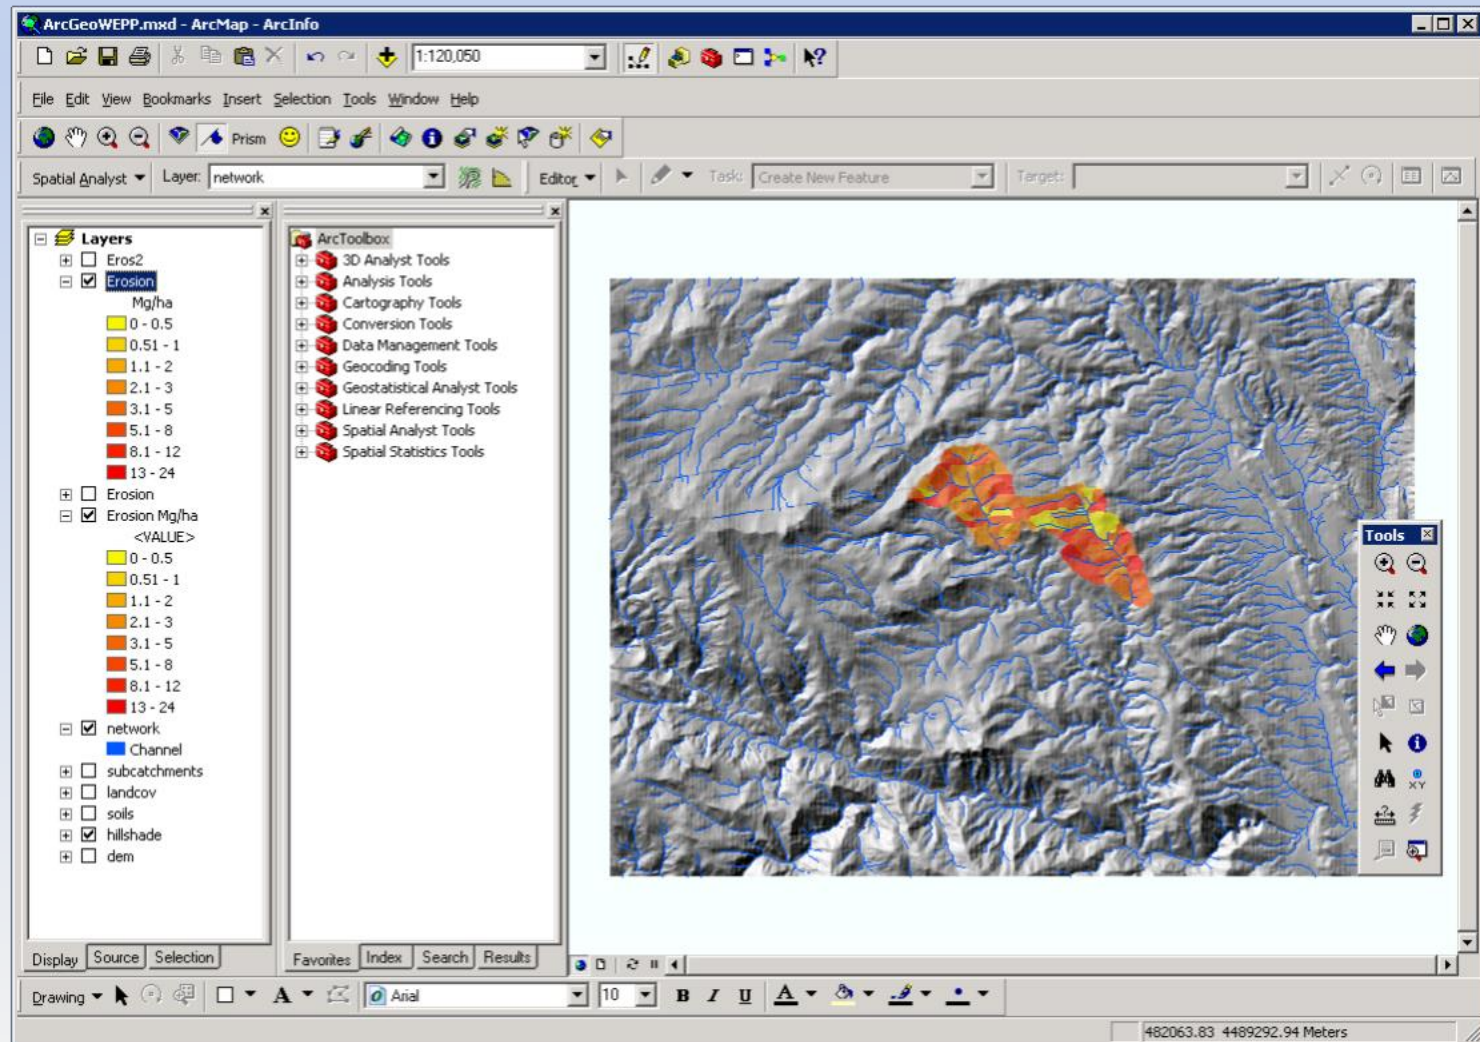 ArcGeoWEPP.mxd - ArcMap - ArcInfo
1:120,050
File Edit View Bookmarks Insert Selection Tools Window Help
Prism
Spatial Analyst Layer: network Editor Task: Create New Feature Target:
Layers
Eros2
Erosion
Mg/ha
0 - 0.5
0.51 - 1
1.1 - 2
2.1 - 3
3.1 - 5
5.1 - 8
8.1 - 12
13 - 24
Erosion
Erosion Mg/ha
<VALUE>
0 - 0.5
0.51 - 1
1.1 - 2
2.1 - 3
3.1 - 5
5.1 - 8
8.1 - 12
13 - 24
network
Channel
subcatchments
landcov
soils
hillshade
dem
Display Source Selection
ArcToolbox
3D Analyst Tools
Analysis Tools
Cartography Tools
Conversion Tools
Data Management Tools
Geocoding Tools
Geostatistical Analyst Tools
Linear Referencing Tools
Spatial Analyst Tools
Spatial Statistics Tools
Favorites Index Search Results
Tools
XY
Drawing A Arial 10 B I U A
482063.83 4489292.94 Meters